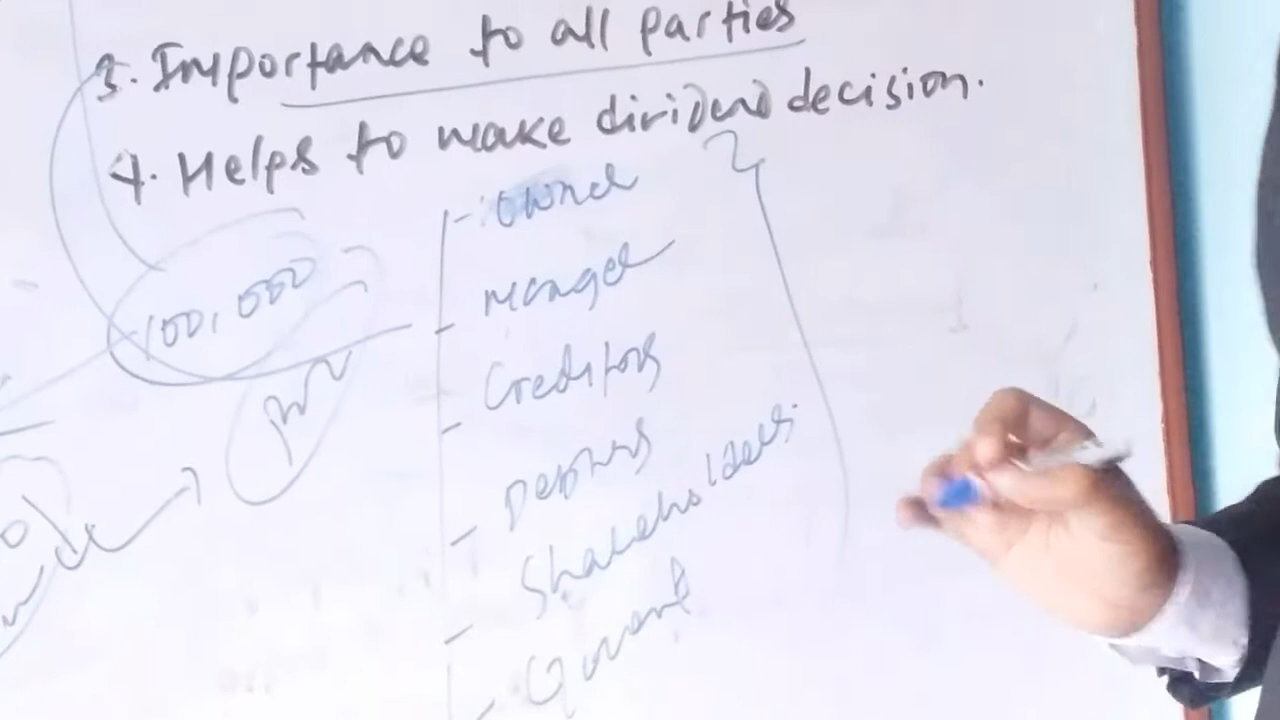 3. Importance to all parties
4. Helps to make dividend decision.
- owner
100,000
- Manager
- Creditors
- Debtors
- Shareholders